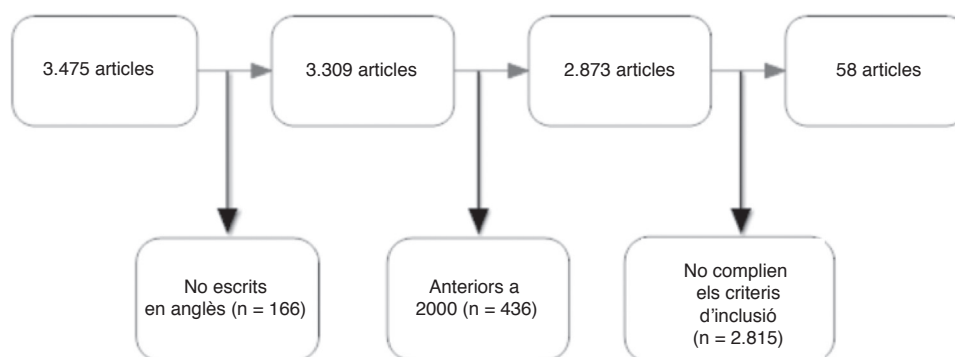 3.475 articles
3.309 articles
2.873 articles
58 articles
No escrits
en anglès (n = 166)
Anteriors a
2000 (n = 436)
No complien
els criteris
d'inclusió
(n = 2.815)